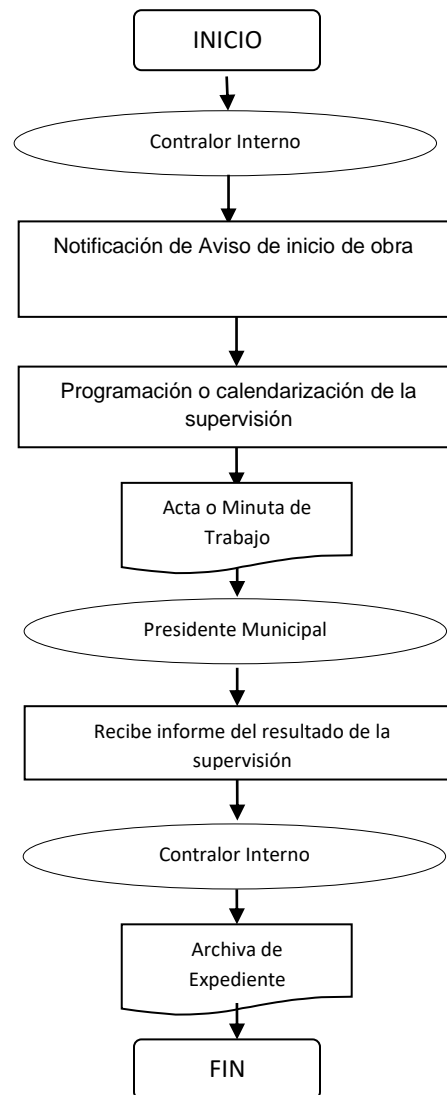 INICIO
Contralor Interno
Notificación de Aviso de inicio de obra
Programación o calendarización de la
supervisión
Acta o Minuta de
Trabajo
Presidente Municipal
Recibe informe del resultado de la
supervisión
Contralor Interno
Archiva de
Expediente
FIN